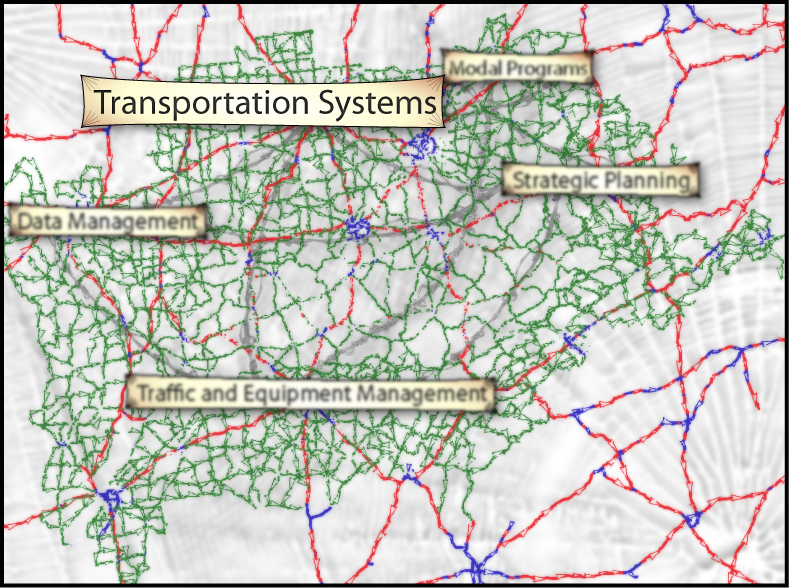 Modal Programs
Transportation Systems
Strategic Planning
Data Management
Traffic and Equipment Management